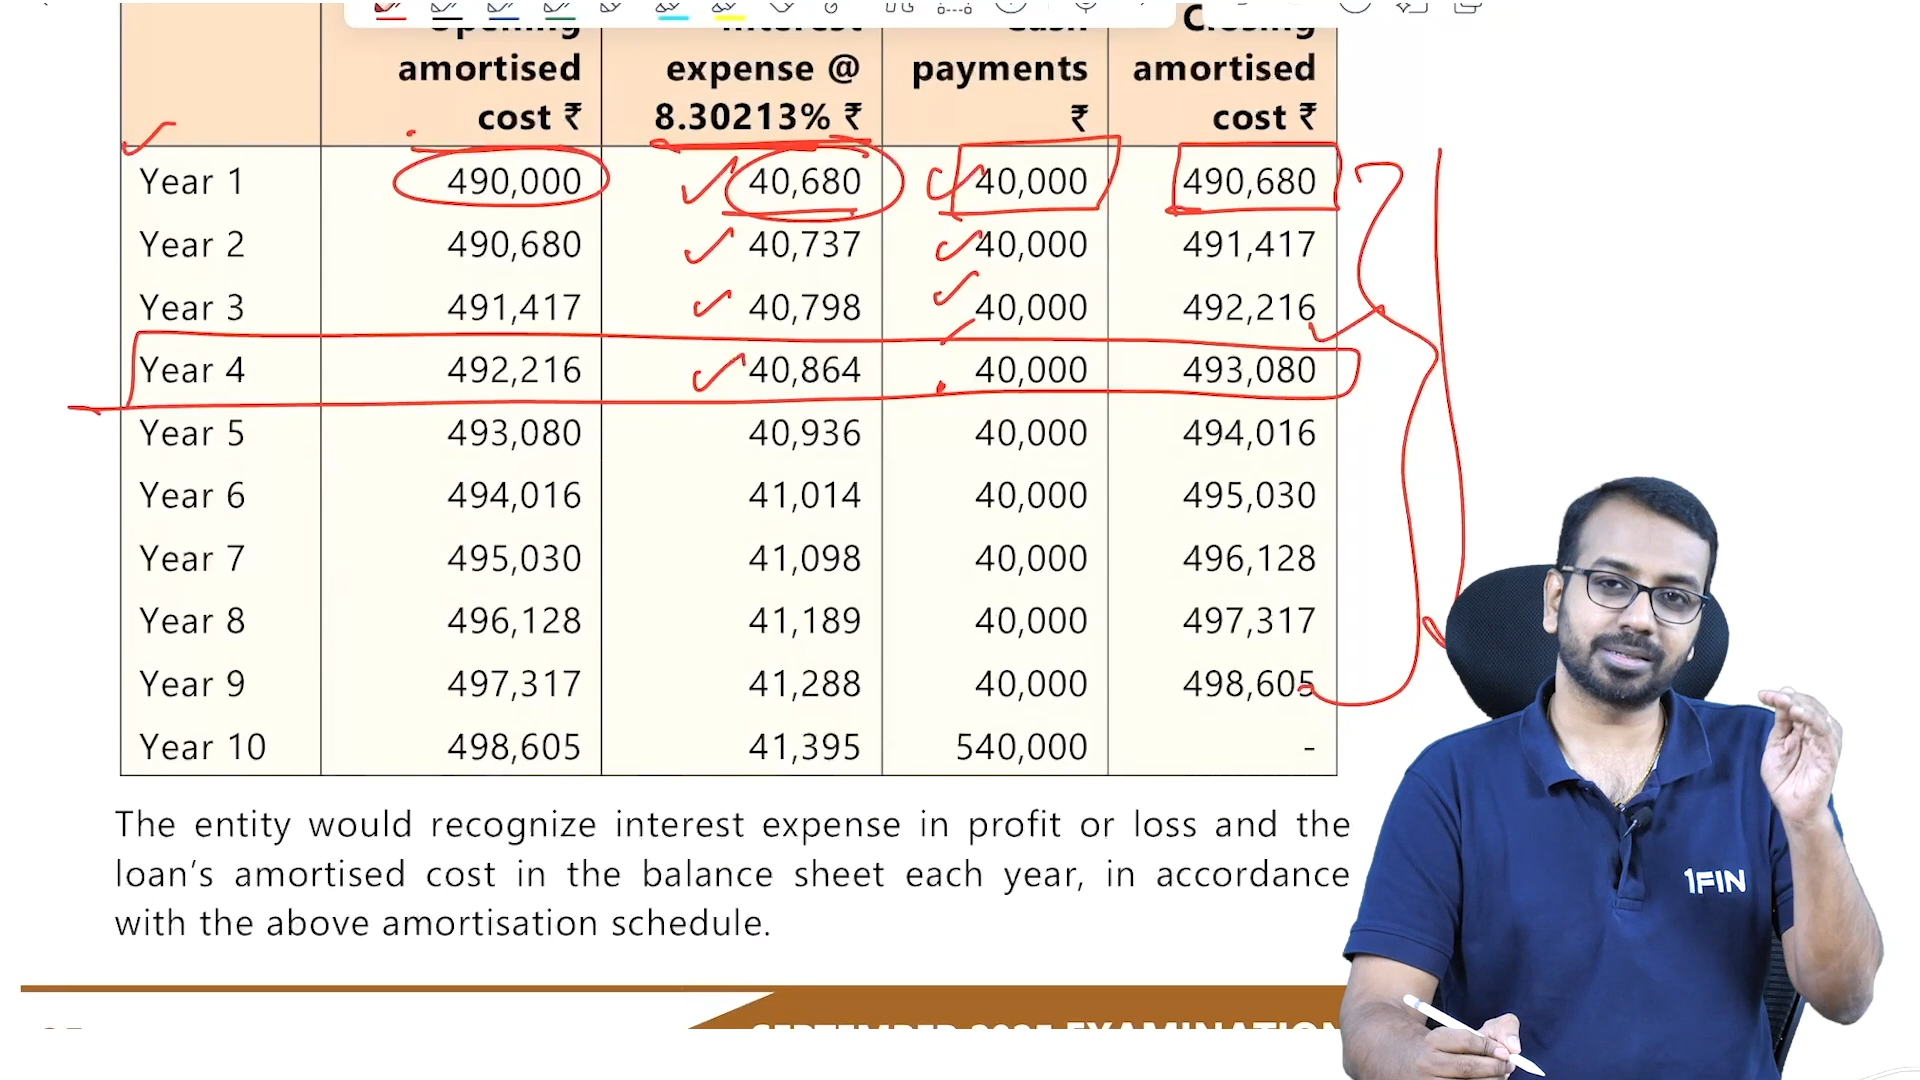 Opening Interest Cash Closing
amortised expense @ payments amortised
cost ₹ 8.30213% ₹ ₹ cost ₹
Year 1 490,000 40,680 40,000 490,680
Year 2 490,680 40,737 40,000 491,417
Year 3 491,417 40,798 40,000 492,216
Year 4 492,216 40,864 40,000 493,080
Year 5 493,080 40,936 40,000 494,016
Year 6 494,016 41,014 40,000 495,030
Year 7 495,030 41,098 40,000 496,128
Year 8 496,128 41,189 40,000 497,317
Year 9 497,317 41,288 40,000 498,605
Year 10 498,605 41,395 540,000 -
The entity would recognize interest expense in profit or loss and the
loan's amortised cost in the balance sheet each year, in accordance
with the above amortisation schedule.
1FIN
SEPTEMBER 2025 EXAMINATION